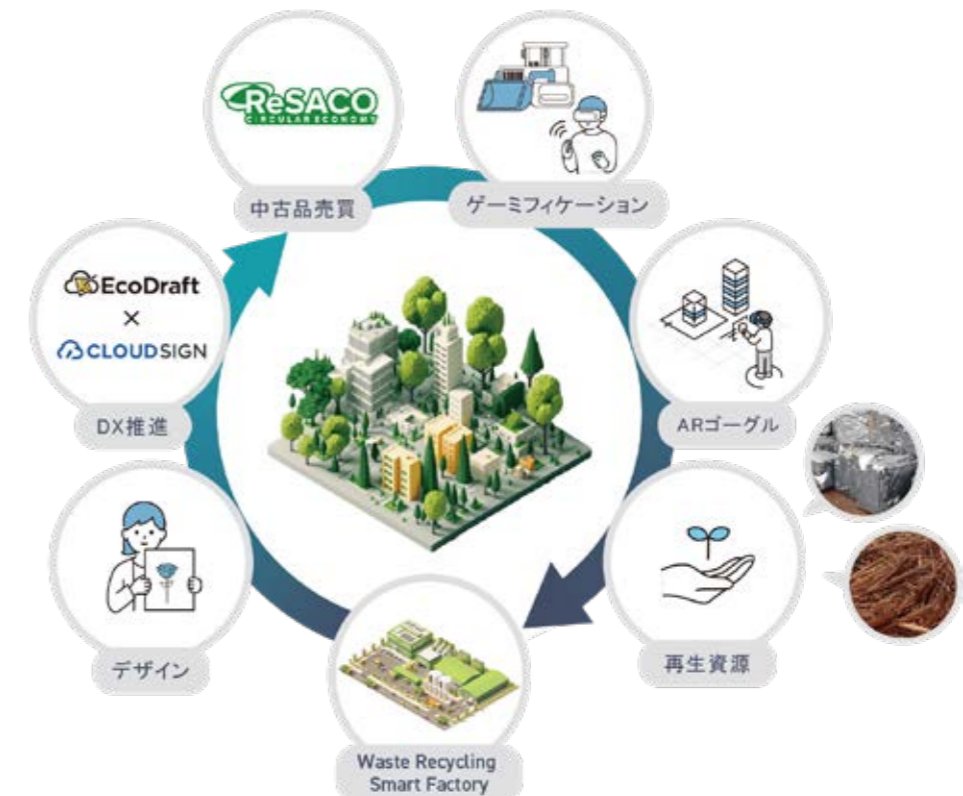 ReSACO
CIRCULAR ECONOMY
中古品売買
ゲーミフィケーション
EcoDraft
×
CLOUDSIGN
DX推進
ARゴーグル
デザイン
再生資源
Waste Recycling
Smart Factory